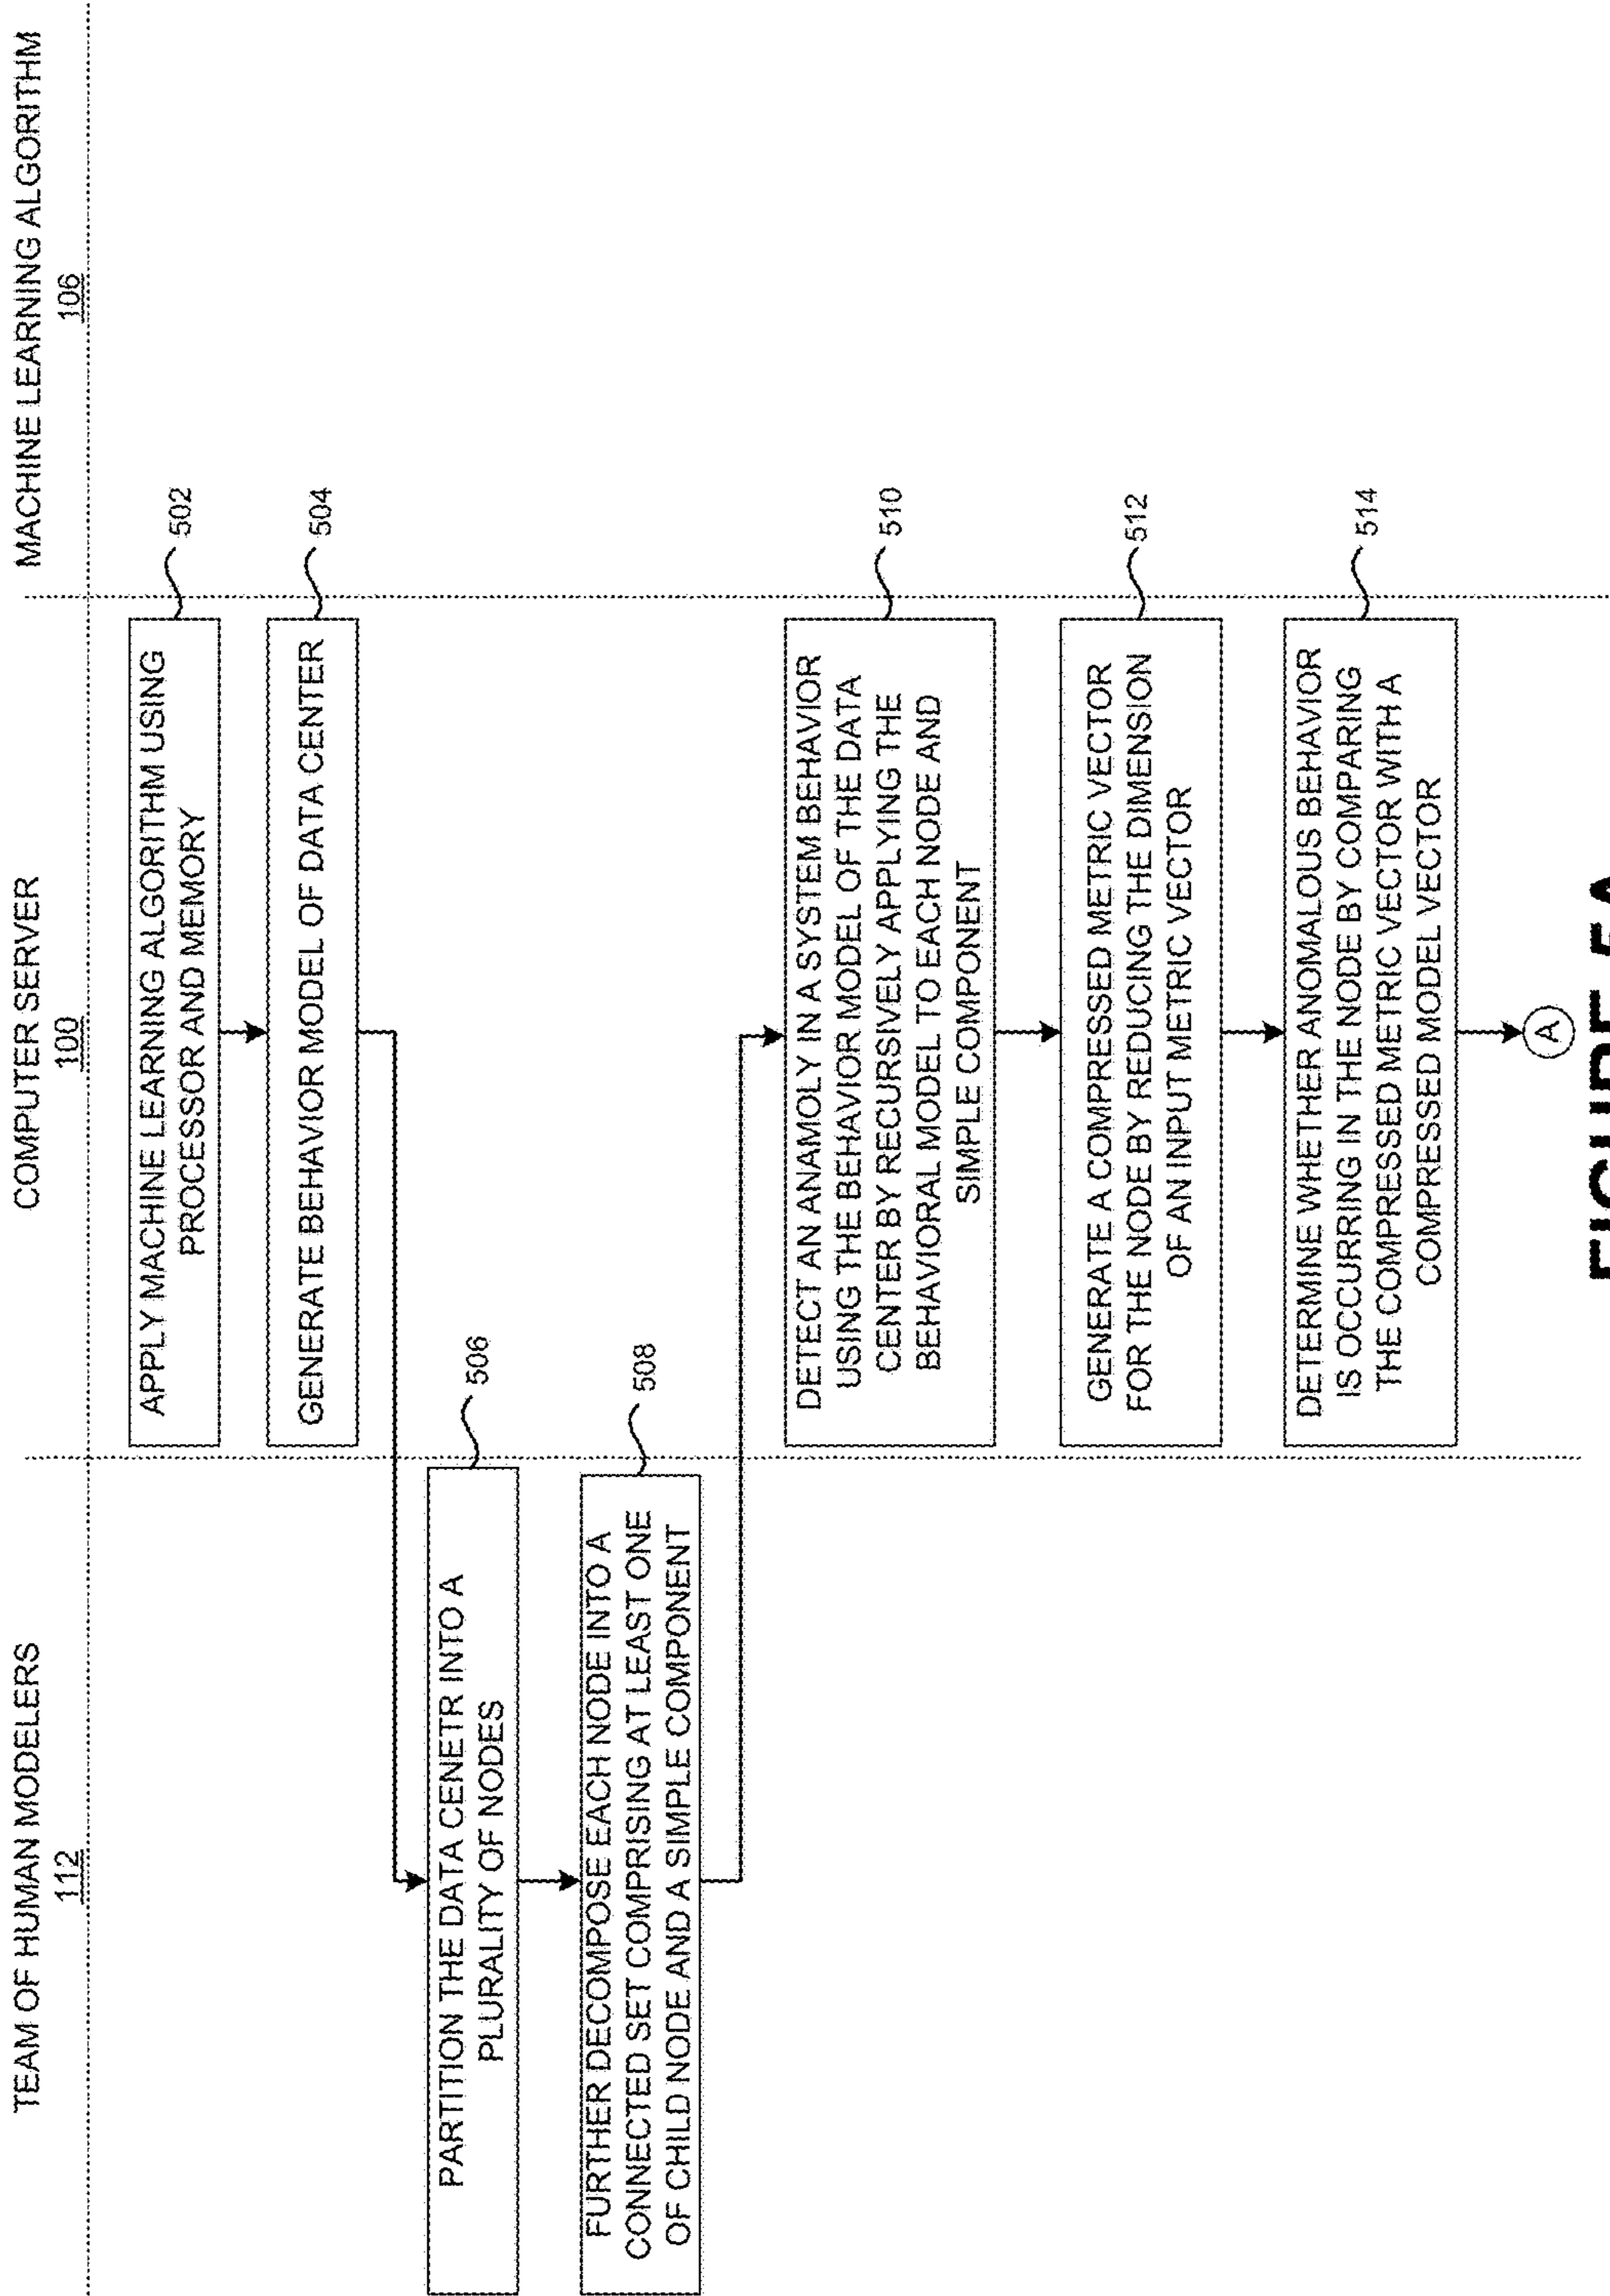 TEAM OF HUMAN MODELERS
112
COMPUTER SERVER
100
MACHINE LEARNING ALGORITHM
106
APPLY MACHINE LEARNING ALGORITHM USING
PROCESSOR AND MEMORY
502
GENERATE BEHAVIOR MODEL OF DATA CENTER
504
PARTITION THE DATA CENETR INTO A
PLURALITY OF NODES
506
FURTHER DECOMPOSE EACH NODE INTO A
CONNECTED SET COMPRISING AT LEAST ONE
OF CHILD NODE AND A SIMPLE COMPONENT
508
DETECT AN ANAMOLY IN A SYSTEM BEHAVIOR
USING THE BEHAVIOR MODEL OF THE DATA
CENTER BY RECURSIVELY APPLYING THE
BEHAVIORAL MODEL TO EACH NODE AND
SIMPLE COMPONENT
510
GENERATE A COMPRESSED METRIC VECTOR
FOR THE NODE BY REDUCING THE DIMENSION
OF AN INPUT METRIC VECTOR
512
DETERMINE WHETHER ANOMALOUS BEHAVIOR
IS OCCURRING IN THE NODE BY COMPARING
THE COMPRESSED METRIC VECTOR WITH A
COMPRESSED MODEL VECTOR
514
A
FIGURE 5A